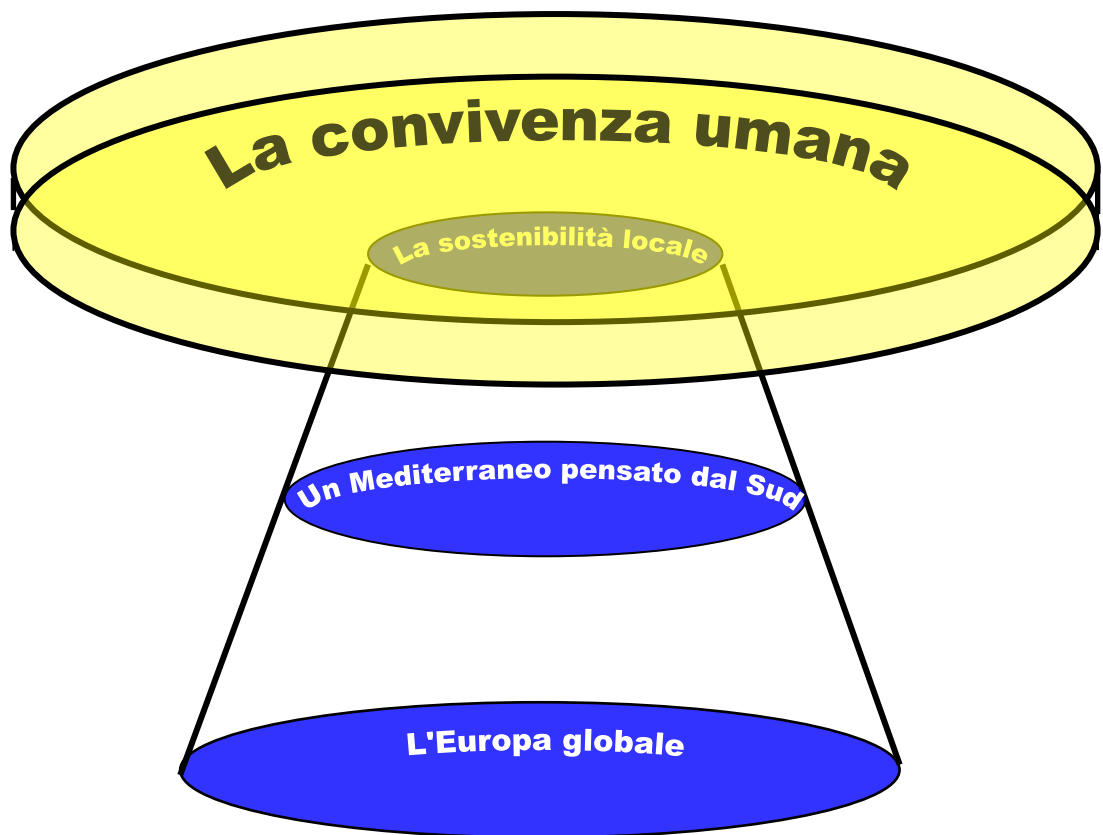 La convivenza umana
La sostenibilità locale
Un Mediterraneo pensato dal Sud
L'Europa globale